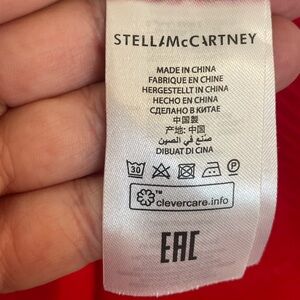 STELLAMcCARTNEY
MADE IN CHINA
FABRIQUE EN CHINE
HERGESTELLT IN CHINA
HECHO EN CHINA
СДЕЛАНО В КИТАЕ
中国製
产地: 中国
صنع في الصين
DIBUAT DI CINA
30 P
™
clevercare.info
EAC